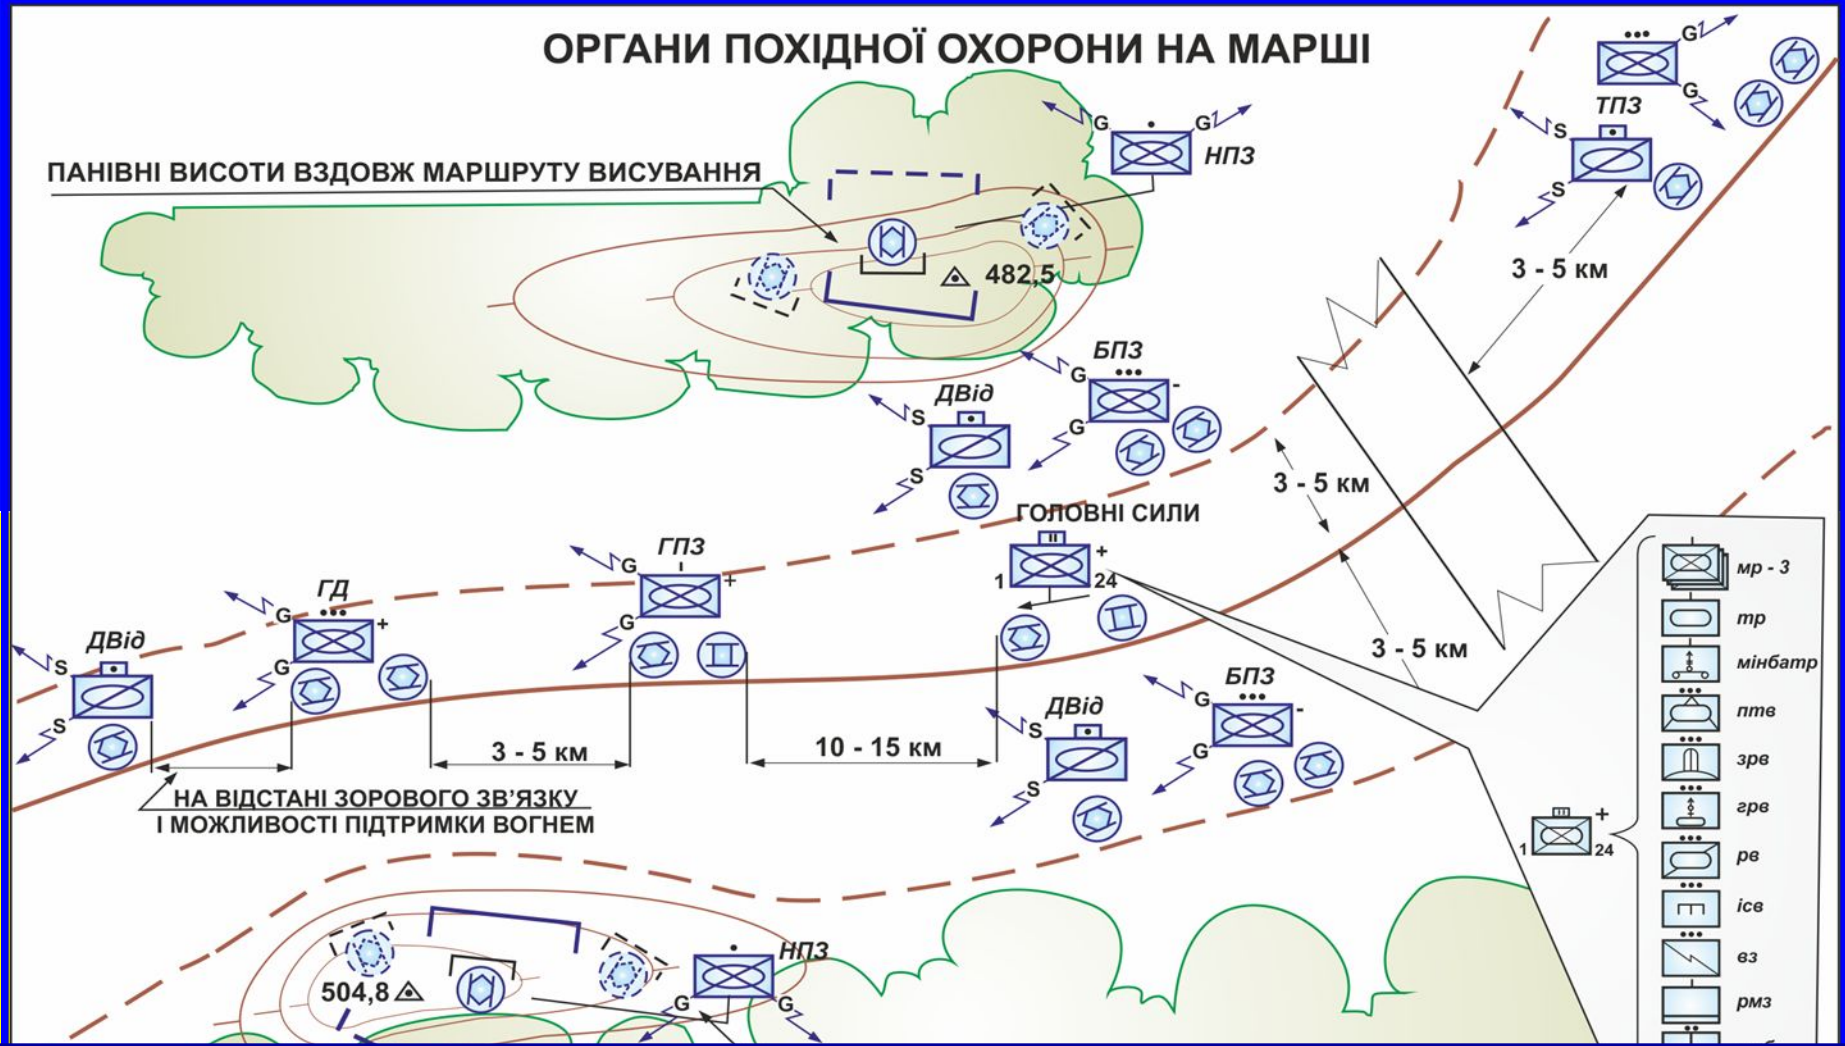 ОРГАНИ ПОХІДНОЇ ОХОРОНИ НА МАРШІ
G
G
ТПЗ
S
S
3 - 5 км
G
G
НПЗ
ПАНІВНІ ВИСОТИ ВЗДОВЖ МАРШРУТУ ВИСУВАННЯ
482,5
БПЗ
G
-
G
ДВід
S
S
3 - 5 км
ГОЛОВНІ СИЛИ
+
1
24
ГПЗ
G
+
G
ГД
G
+
G
ДВід
S
S
3 - 5 км
10 - 15 км
НА ВІДСТАНІ ЗОРОВОГО ЗВ'ЯЗКУ
І МОЖЛИВОСТІ ПІДТРИМКИ ВОГНЕМ
3 - 5 км
БПЗ
G
-
G
ДВід
S
S
504,8
НПЗ
G
G
+
1
24
мр - 3
тр
мінбатр
птв
зрв
грв
рв
ісв
вз
рмз